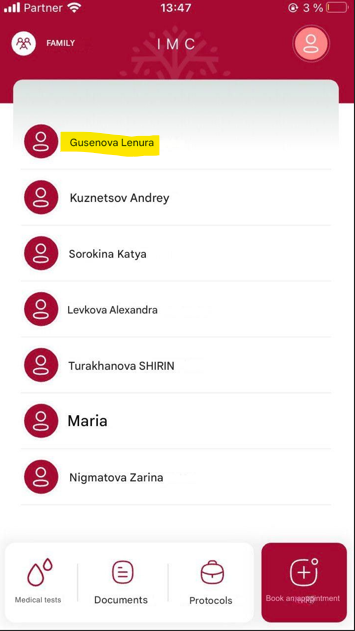 Partner
13:47
3 %
FAMILY
IMC
Gusenova Lenura
Kuznetsov Andrey
Sorokina Katya
Levkova Alexandra
Turakhanova SHIRIN
Maria
Nigmatova Zarina
Medical tests
Documents
Protocols
Book an appointment